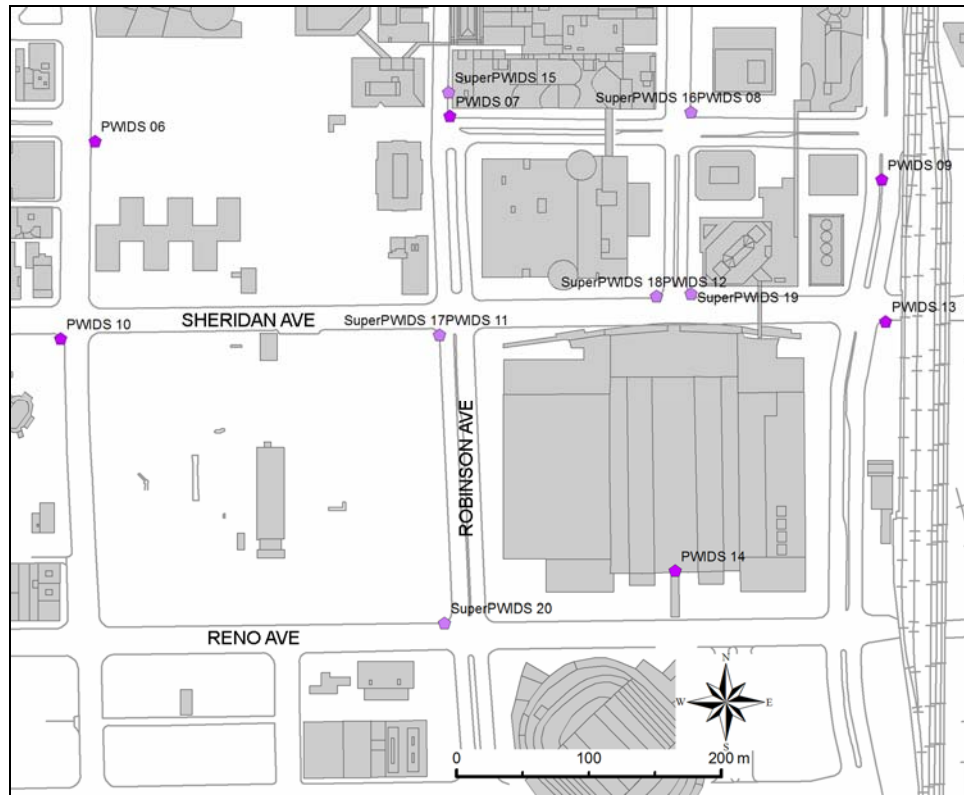 SuperPWIDS 15
PWIDS 07
SuperPWIDS 16PWIDS 08
PWIDS 06
PWIDS 09
SuperPWIDS 18PWIDS 12
SuperPWIDS 19
SHERIDAN AVE
SuperPWIDS 17PWIDS 11
PWIDS 10
PWIDS 13
ROBINSON AVE
PWIDS 14
SuperPWIDS 20
RENO AVE
N
W E
S
0 100 200 m